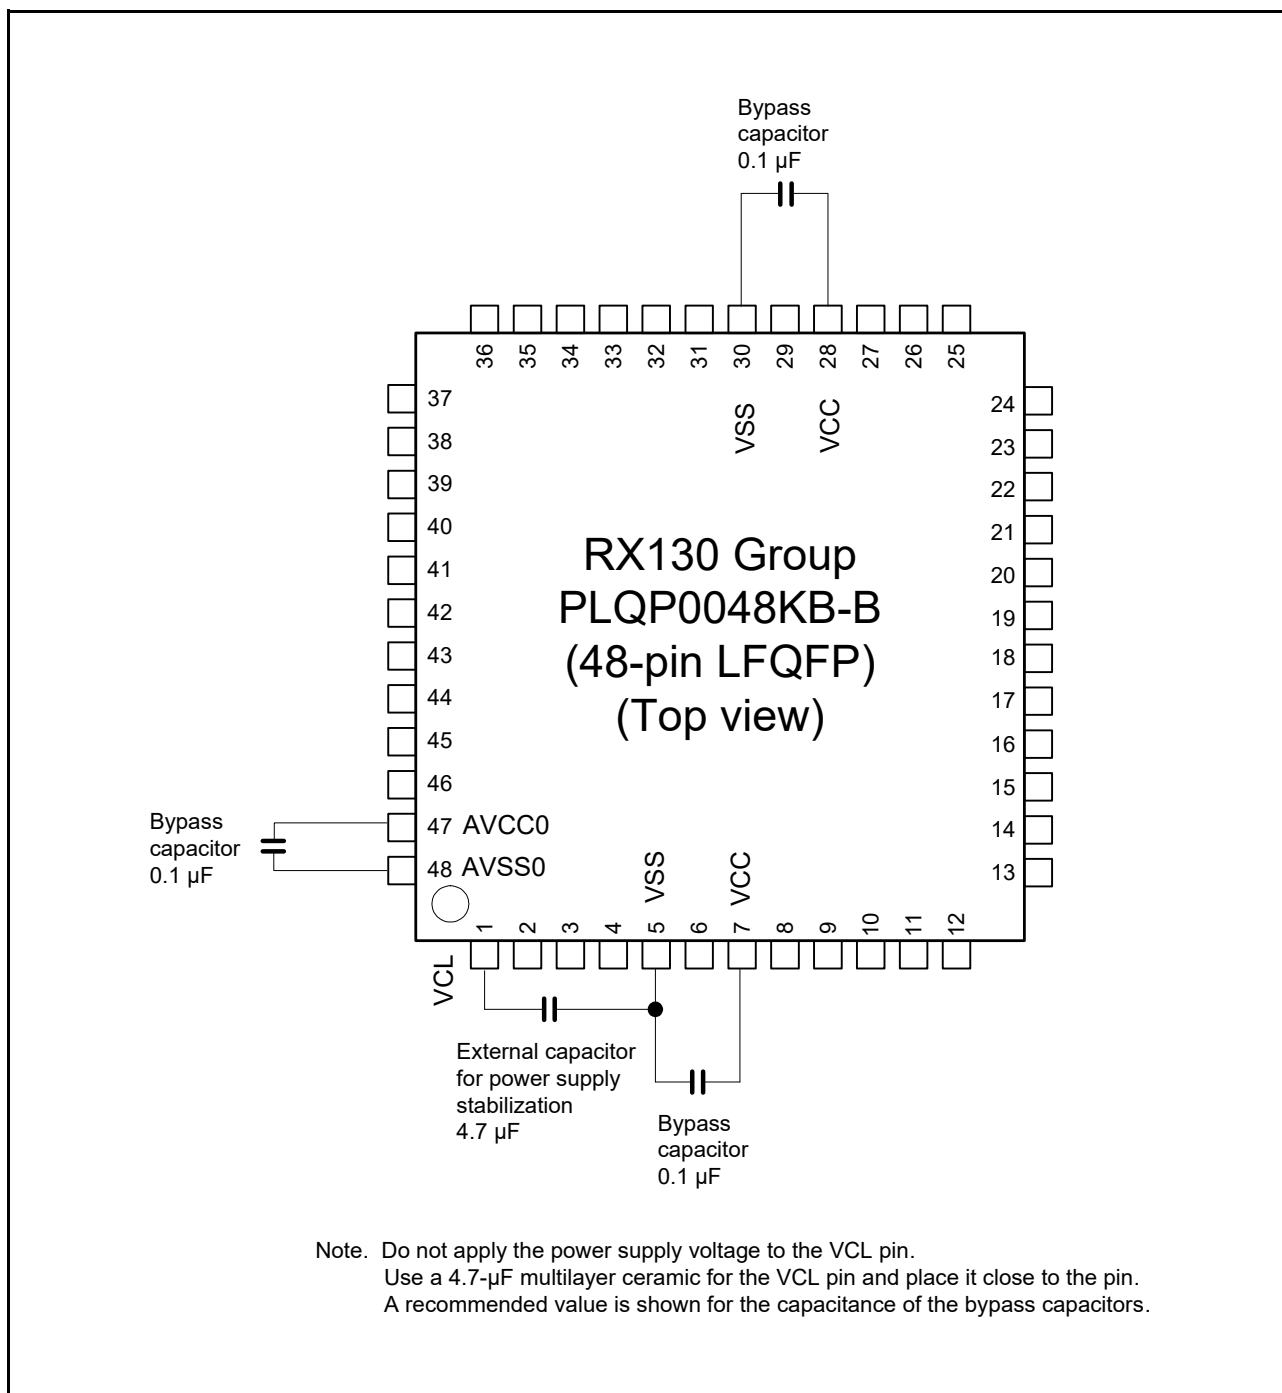 Bypass
capacitor
0.1 µF
36 35 34 33 32 31 30 29 28 27 26 25
VSS VCC
37
38
39
40
41
42
43
44
45
46
47 AVCC0
48 AVSS0
24
23
22
21
20
19
18
17
16
15
14
13
RX130 Group
PLQP0048KB-B
(48-pin LFQFP)
(Top view)
Bypass
capacitor
0.1 µF
VSS VCC
1 2 3 4 5 6 7 8 9 10 11 12
VCL
External capacitor
for power supply
stabilization
4.7 µF
Bypass
capacitor
0.1 µF
Note. Do not apply the power supply voltage to the VCL pin.
Use a 4.7-µF multilayer ceramic for the VCL pin and place it close to the pin.
A recommended value is shown for the capacitance of the bypass capacitors.